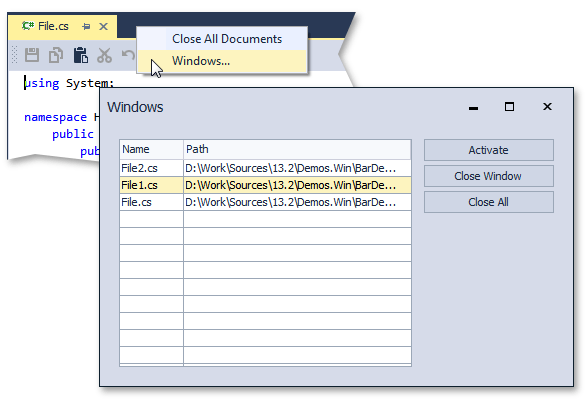 File.cs
Close All Documents
Windows...
using System;
namespace H
public
pu
Windows
Name Path
File2.cs D:\Work\Sources\13.2\Demos.Win\BarDe...
File1.cs D:\Work\Sources\13.2\Demos.Win\BarDe...
File.cs D:\Work\Sources\13.2\Demos.Win\BarDe...
Activate
Close Window
Close All